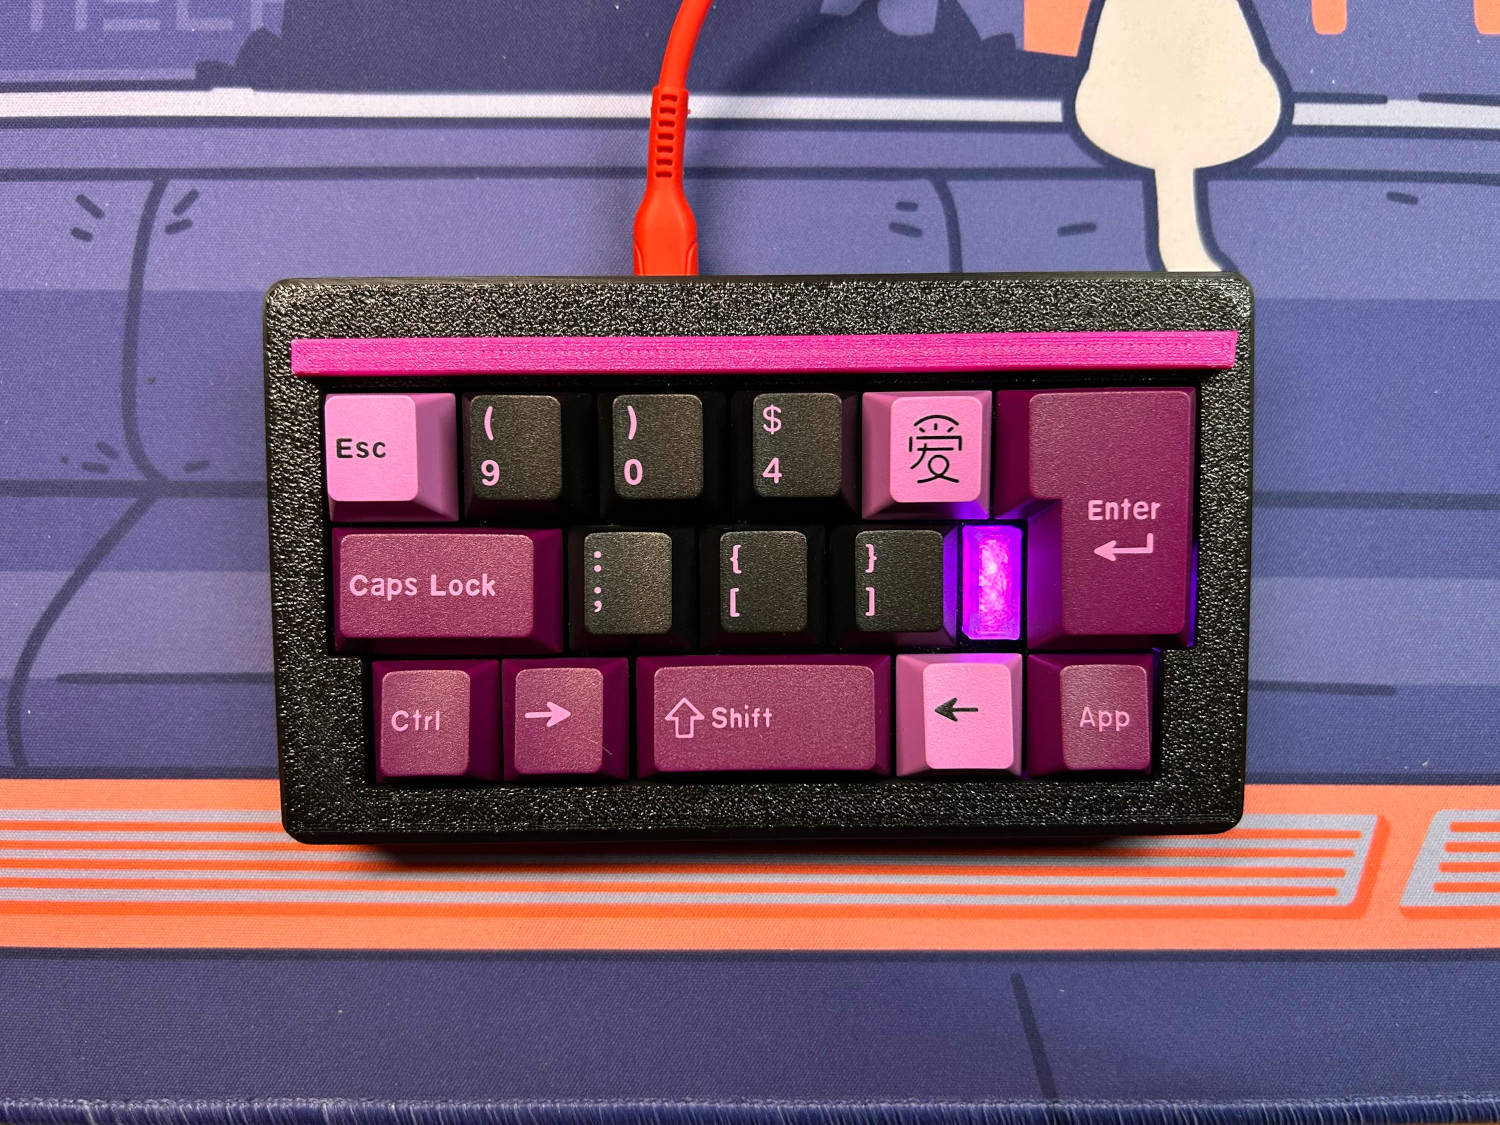 Esc
(
9
)
0
$
4
爱
Enter
Caps Lock
:
;
{
[
}
]
Ctrl
→
⇧ Shift
←
App